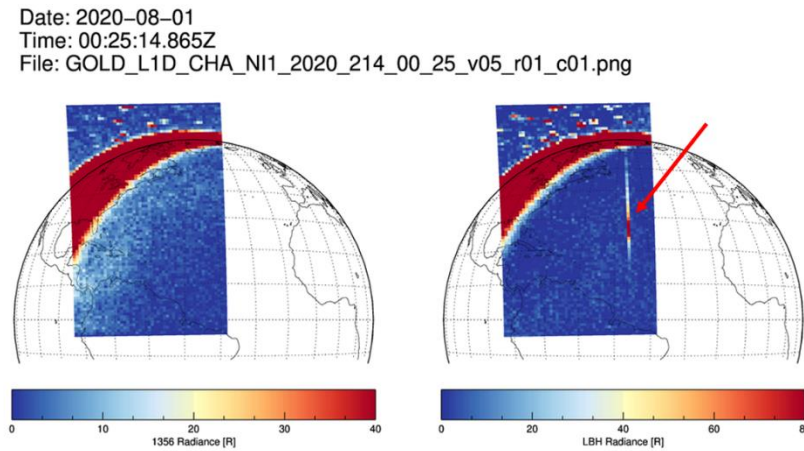 Date: 2020–08–01
Time: 00:25:14.865Z
File: GOLD_L1D_CHA_NI1_2020_214_00_25_v05_r01_c01.png
0 10 20 30 40
1356 Radiance [R]
0 20 40 60
LBH Radiance [R]